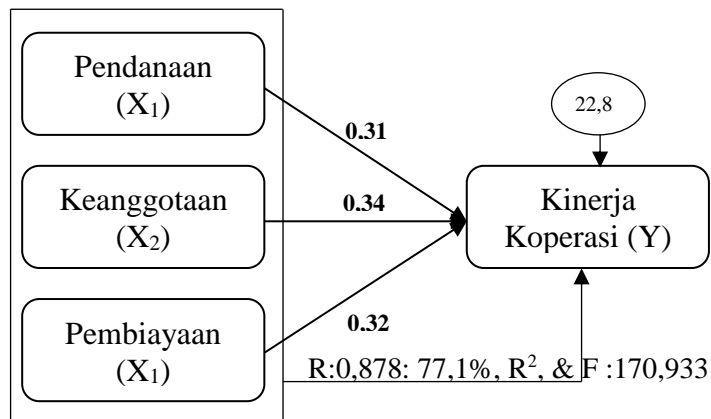 Pendanaan
(X₁)
0,31
22,8
Keanggotaan
(X₂)
0,34
Kinerja
Koperasi (Y)
Pembiayaan
(X₁)
0,32
R:0,878: 77,1%, R², & F :170,933